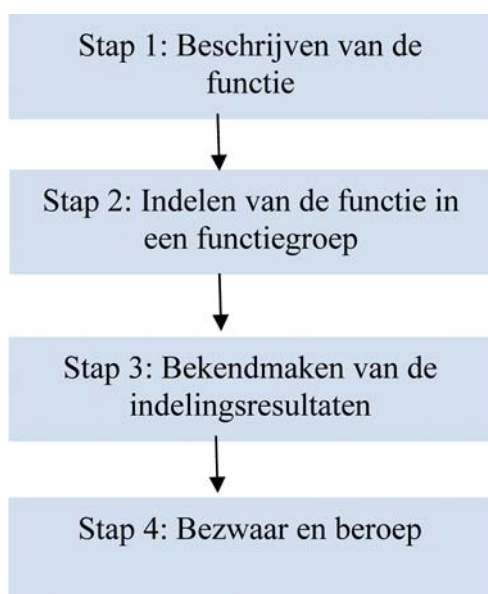 Stap 1: Beschrijven van de
functie
Stap 2: Indelen van de functie in
een functiegroep
Stap 3: Bekendmaken van de
indelingsresultaten
Stap 4: Bezwaar en beroep